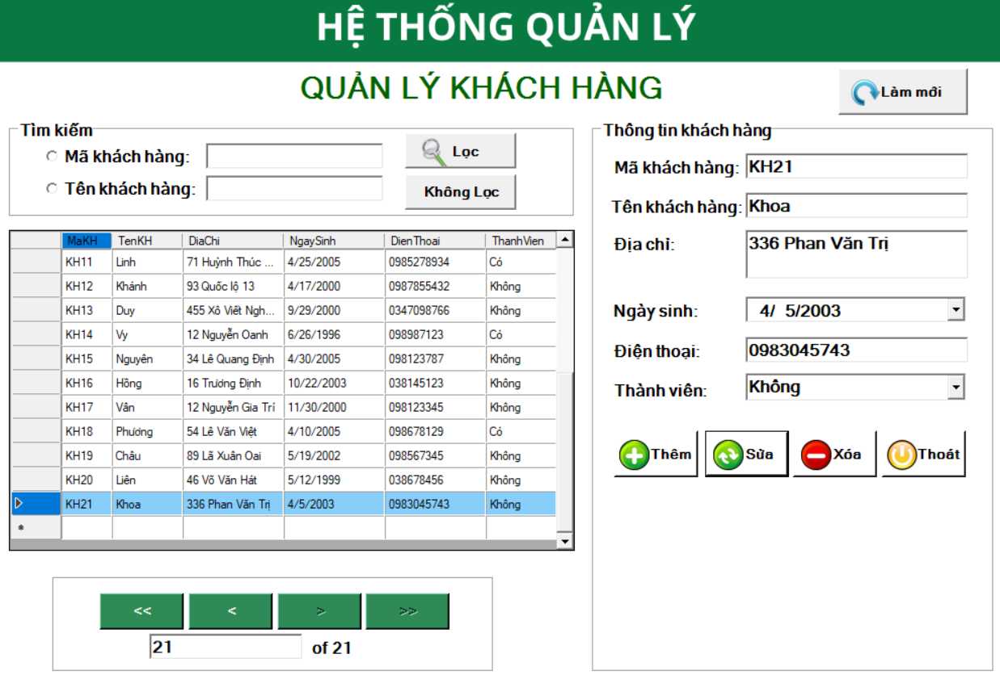 HỆ THỐNG QUẢN LÝ
QUẢN LÝ KHÁCH HÀNG
Làm mới
Tìm kiếm
Mã khách hàng:
Lọc
Tên khách hàng:
Không Lọc
MaKH TenKH DiaChi NgaySinh DienThoai ThanhVien
KH11 Linh 71 Huỳnh Thúc ... 4/25/2005 0985278934 Có
KH12 Khánh 93 Quốc lộ 13 4/17/2000 0987855432 Không
KH13 Duy 455 Xô Viết Ngh... 9/29/2000 0347098766 Không
KH14 Vy 12 Nguyễn Oanh 6/26/1996 098987123 Có
KH15 Nguyên 34 Lê Quang Định 4/30/2005 098123787 Không
KH16 Hồng 16 Trương Định 10/22/2003 038145123 Không
KH17 Vân 12 Nguyễn Gia Trí 11/30/2000 098123345 Không
KH18 Phương 54 Lê Văn Việt 4/10/2005 098678129 Có
KH19 Châu 89 Lã Xuân Oai 5/19/2002 098567345 Không
KH20 Liên 46 Võ Văn Hát 5/12/1999 038678456 Không
KH21 Khoa 336 Phan Văn Trị 4/5/2003 0983045743 Không
<< < > >>
21 of 21
Thông tin khách hàng
Mã khách hàng: KH21
Tên khách hàng: Khoa
Địa chỉ: 336 Phan Văn Trị
Ngày sinh: 4/ 5/2003
Điện thoại: 0983045743
Thành viên: Không
Thêm Sửa Xóa Thoát